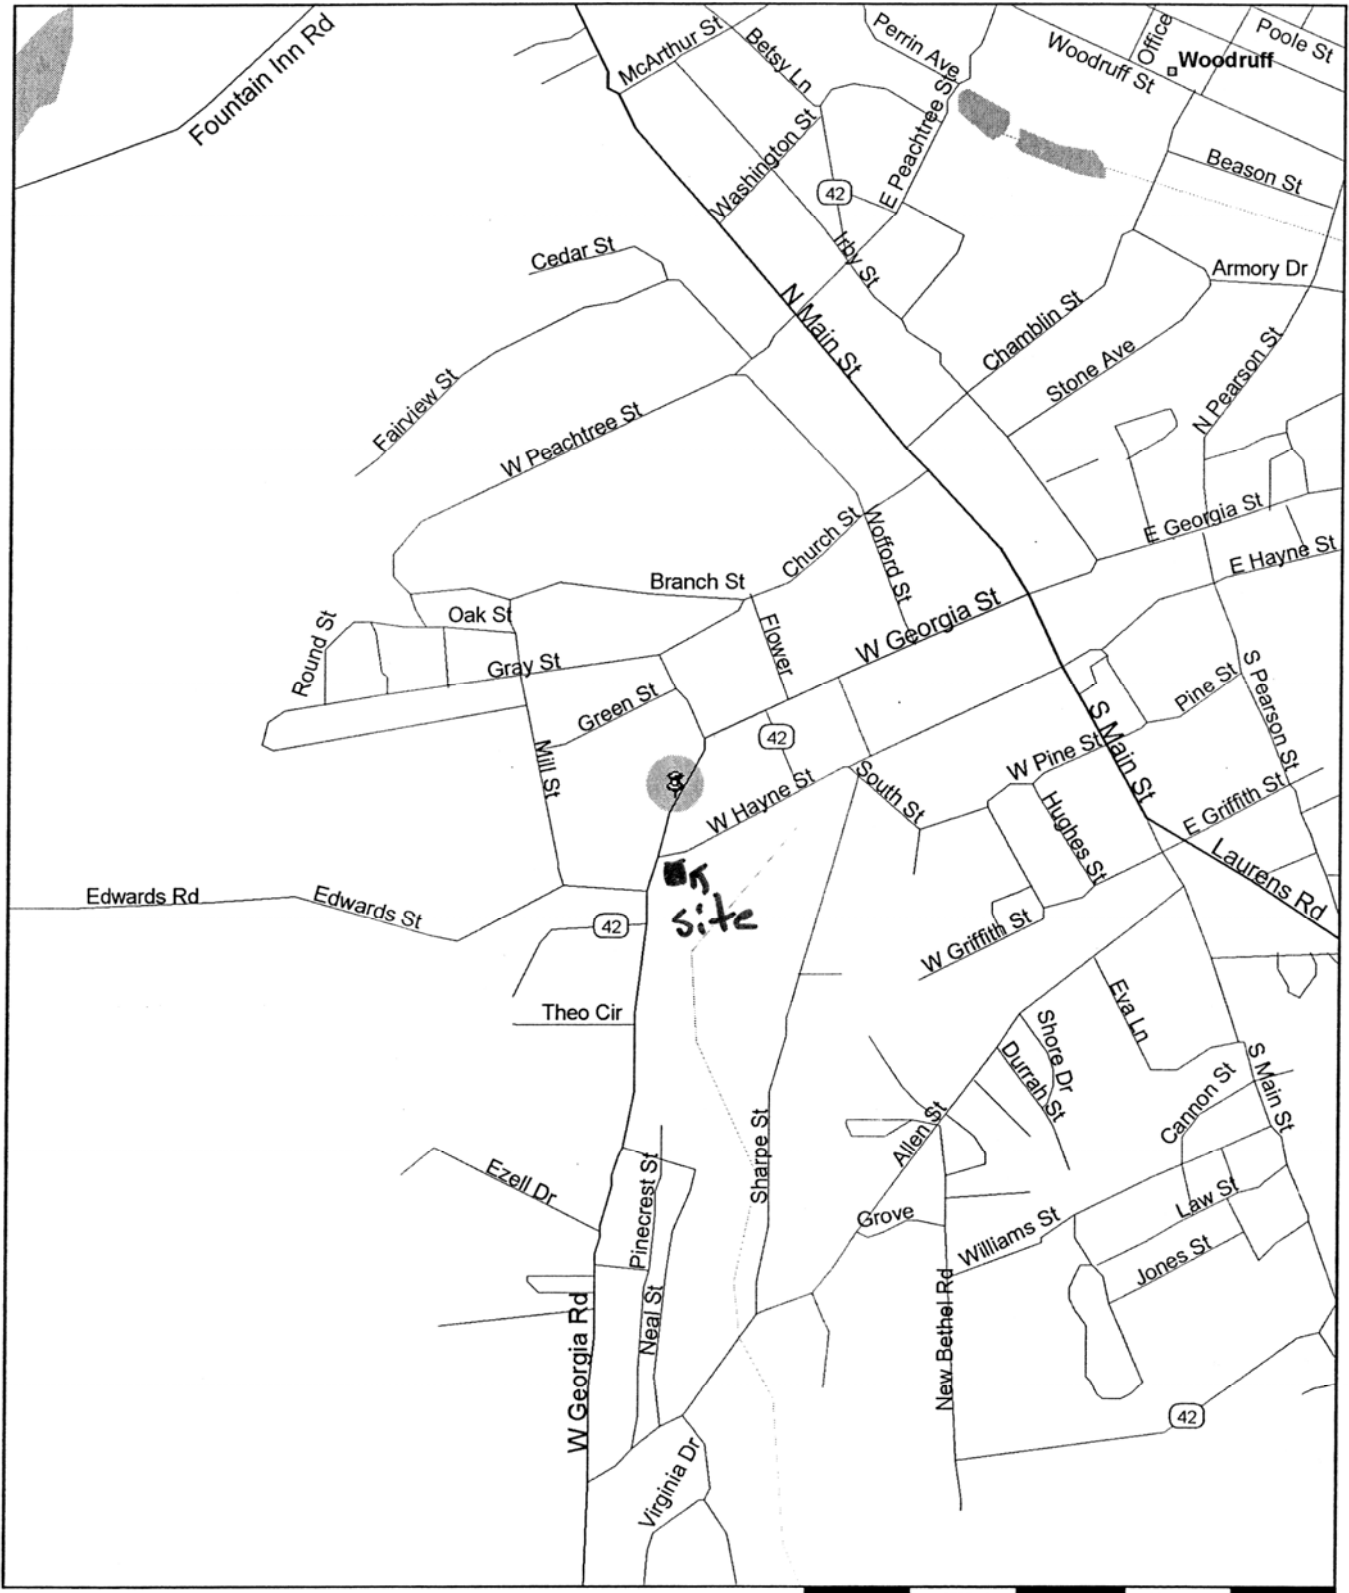 Fountain Inn Rd
McArthur St
Betsy Ln
Perrin Ave
Woodruff St
Office
Poole St
Woodruff
Washington St
42
E Peachtree St
Beason St
Cedar St
Irby St
Armory Dr
N Main St
Chamblin St
Stone Ave
N Pearson St
Fairview St
W Peachtree St
Church St
Wofford St
E Georgia St
E Hayne St
Branch St
Oak St
Round St
Flower
W Georgia St
Gray St
Green St
42
S Main St
Pine St
S Pearson St
Mill St
W Hayne St
South St
W Pine St
Hughes St
E Griffith St
Laurens Rd
Edwards Rd
Edwards St
42
site
W Griffith St
Theo Cir
Eva Ln
Shore Dr
Durrah St
S Main St
Cannon St
Allen St
Sharpe St
Ezell Dr
Pinecrest St
Grove
Williams St
Law St
Jones St
W Georgia Rd
Neal St
New Bethel Rd
42
Virginia Dr